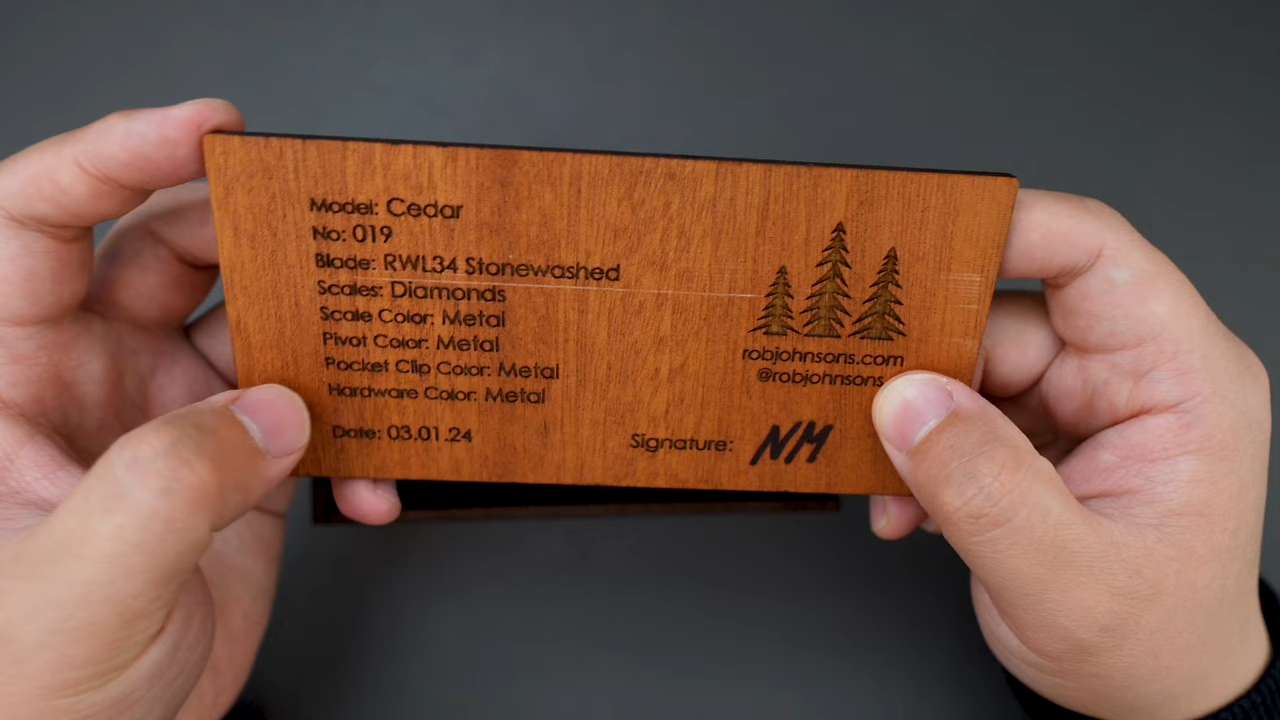 Model: Cedar
No: 019
Blade: RWL34 Stonewashed
Scales: Diamonds
Scale Color: Metal
Pivot Color: Metal
Pocket Clip Color: Metal
Hardware Color: Metal
Date: 03.01.24
robjohnsons.com
@robjohnsons
Signature: NM